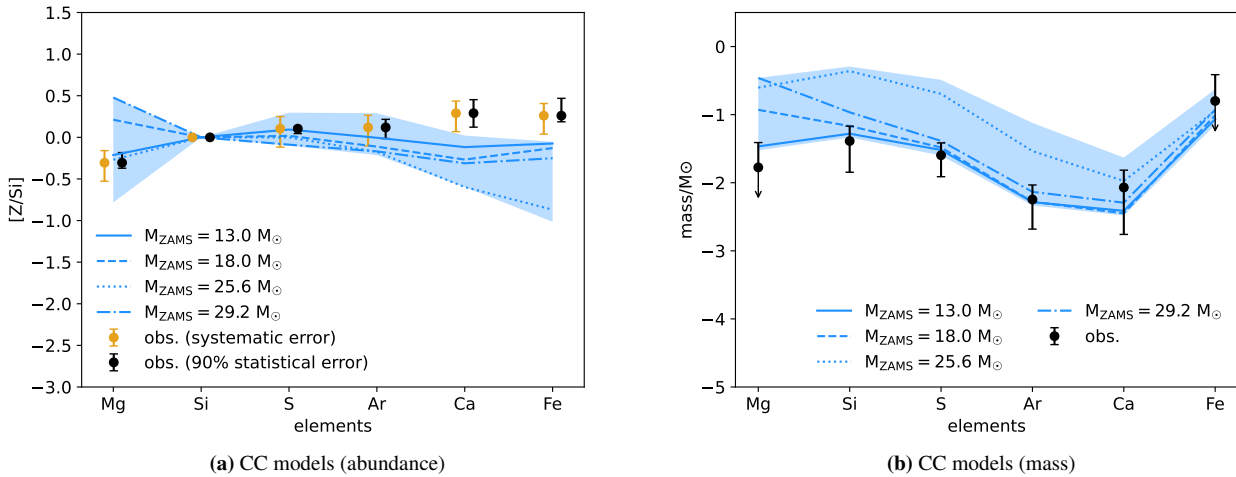 1.5
1.0
0.5
0.0
−0.5
−1.0
−1.5
−2.0
−2.5
−3.0
[Z/Si]
M_ZAMS = 13.0 M_⊙
M_ZAMS = 18.0 M_⊙
M_ZAMS = 25.6 M_⊙
M_ZAMS = 29.2 M_⊙
obs. (systematic error)
obs. (90% statistical error)
Mg Si S Ar Ca Fe
elements
(a) CC models (abundance)
0
−1
−2
−3
−4
−5
mass/M⊙
M_ZAMS = 13.0 M_⊙
M_ZAMS = 18.0 M_⊙
M_ZAMS = 25.6 M_⊙
M_ZAMS = 29.2 M_⊙
obs.
Mg Si S Ar Ca Fe
elements
(b) CC models (mass)